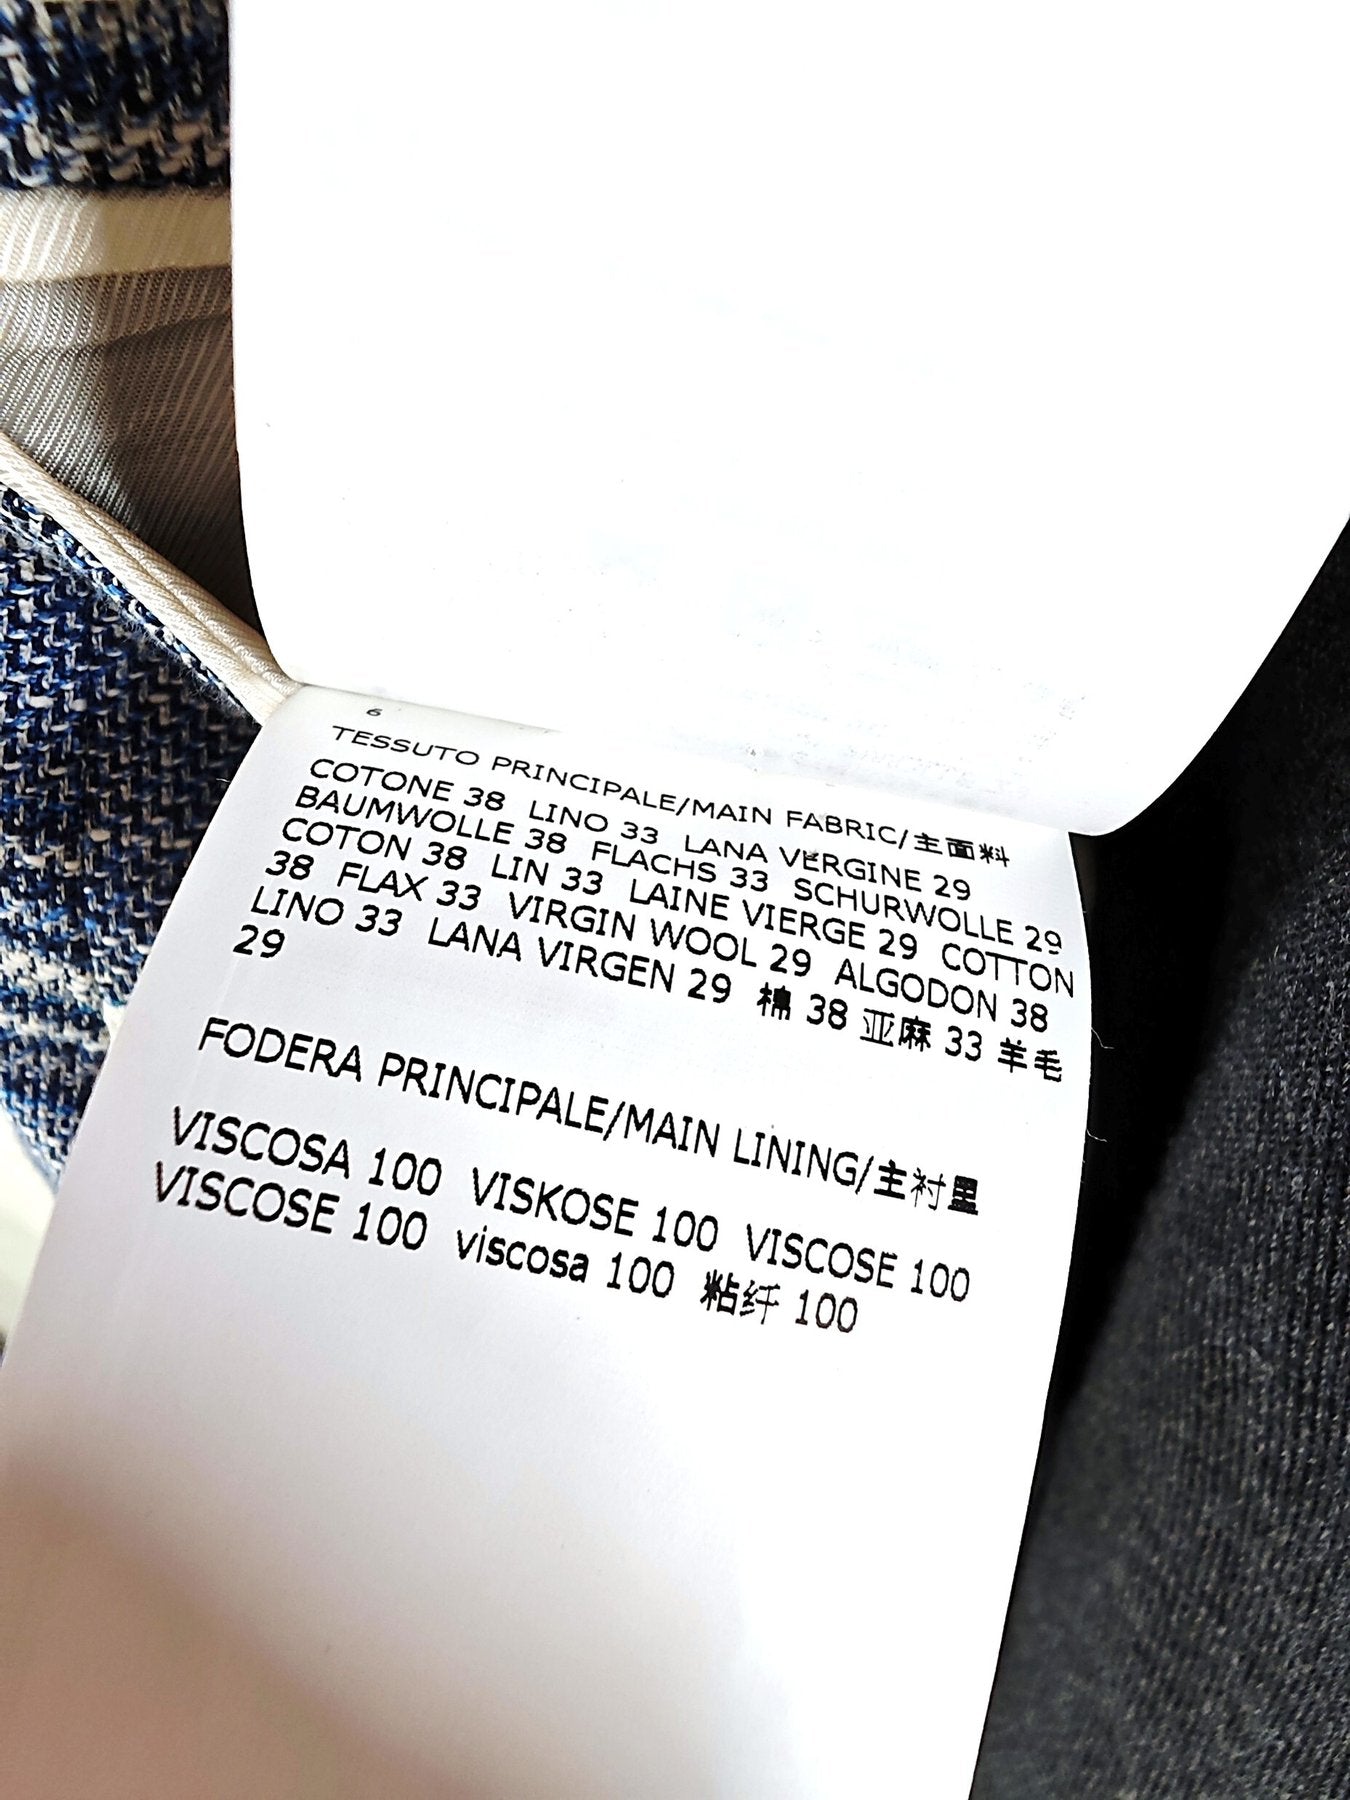 6
TESSUTO PRINCIPALE/MAIN FABRIC/主面料
COTONE 38 LINO 33 LANA VERGINE 29
BAUMWOLLE 38 FLACHS 33 SCHURWOLLE 29
COTON 38 LIN 33 LAINE VIERGE 29 COTTON
38 FLAX 33 VIRGIN WOOL 29 ALGODON 38
LINO 33 LANA VIRGEN 29 棉 38 亚麻 33 羊毛
29
FODERA PRINCIPALE/MAIN LINING/主衬里
VISCOSA 100 VISKOSE 100 VISCOSE 100
VISCOSE 100 viscosa 100 粘纤 100